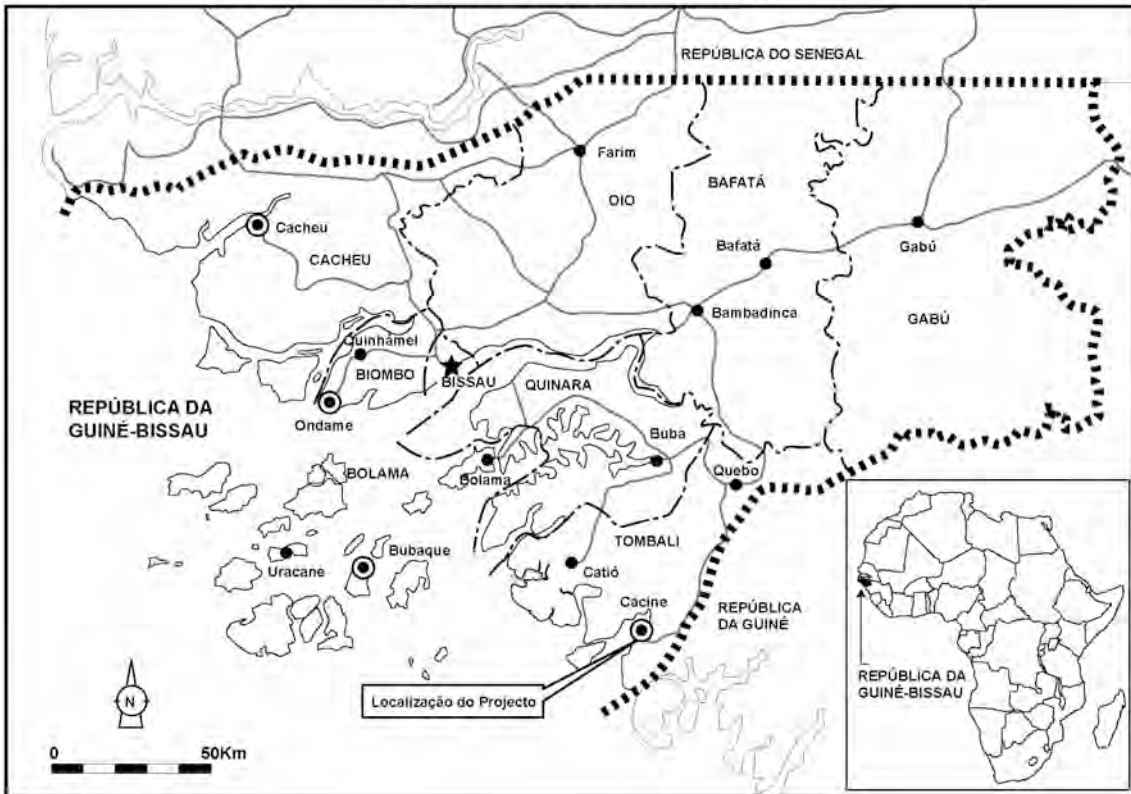 REPÚBLICA DO SENEGAL
Farim
BAFATÁ
OIO
Cacheu
Gabú
Bafatá
CACHEU
Bambadinca
GABÚ
Quinhámel
BIOMBO
BISSAU
QUINARA
REPÚBLICA DA
GUINÉ-BISSAU
Ondame
Buba
BOLAMA
Bolama
Quebo
TOMBALI
Bubaque
Uracane
Catió
Cacine
REPÚBLICA
DA GUINÉ
REPÚBLICA DA
GUINÉ-BISSAU
N
Localização do Projecto
0 50Km